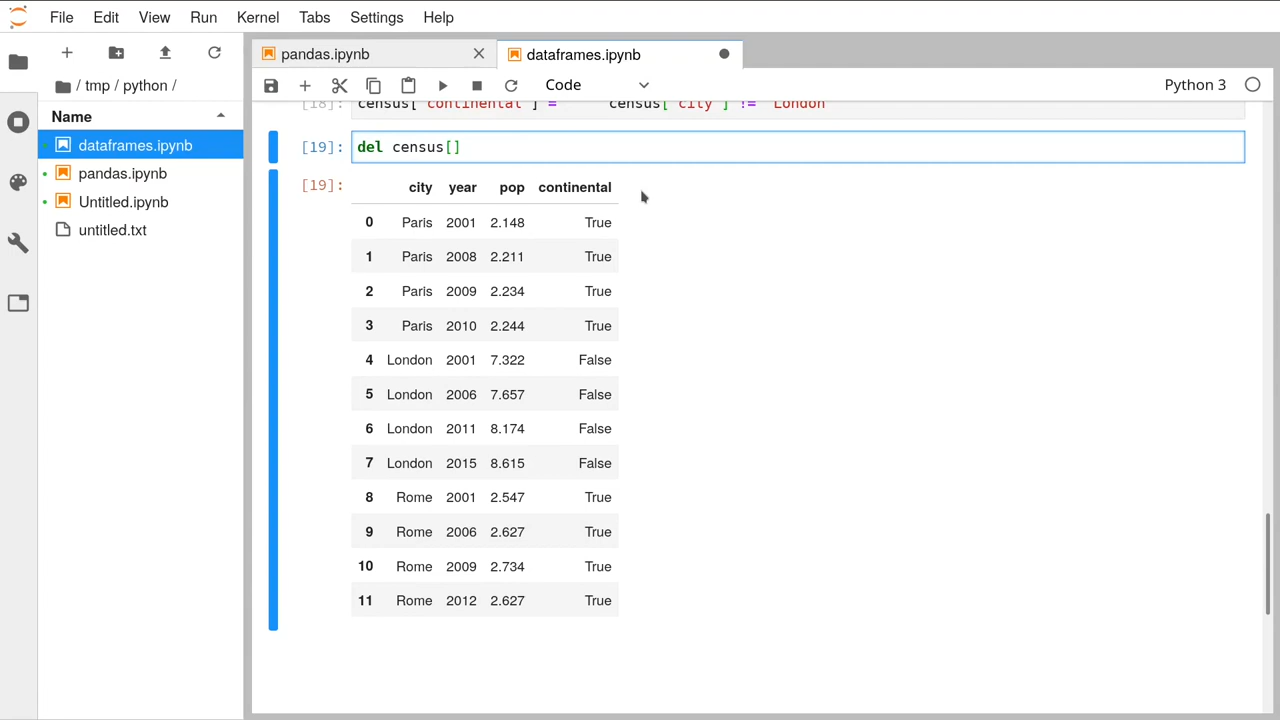 File Edit View Run Kernel Tabs Settings Help
pandas.ipynb
dataframes.ipynb
/ tmp / python /
Code
Python 3
Name
dataframes.ipynb
pandas.ipynb
Untitled.ipynb
untitled.txt
[18]: census['continental'] = census['city'] != 'London'
[19]: del census[]
[19]: city year pop continental
0 Paris 2001 2.148 True
1 Paris 2008 2.211 True
2 Paris 2009 2.234 True
3 Paris 2010 2.244 True
4 London 2001 7.322 False
5 London 2006 7.657 False
6 London 2011 8.174 False
7 London 2015 8.615 False
8 Rome 2001 2.547 True
9 Rome 2006 2.627 True
10 Rome 2009 2.734 True
11 Rome 2012 2.627 True